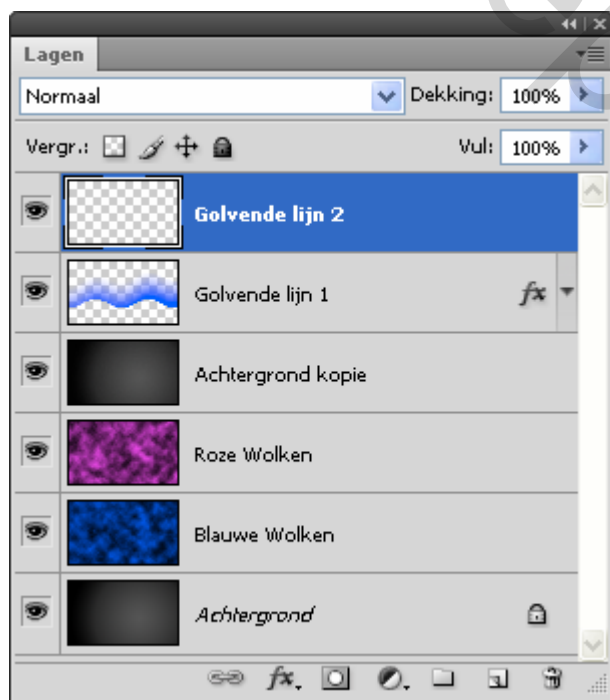 Lagen
Normaal Dekking: 100%
Vergr.: Vul: 100%
Golvende lijn 2
Golvende lijn 1 fx
Achtergrond kopie
Roze Wolken
Blauwe Wolken
Achtergrond
fx.